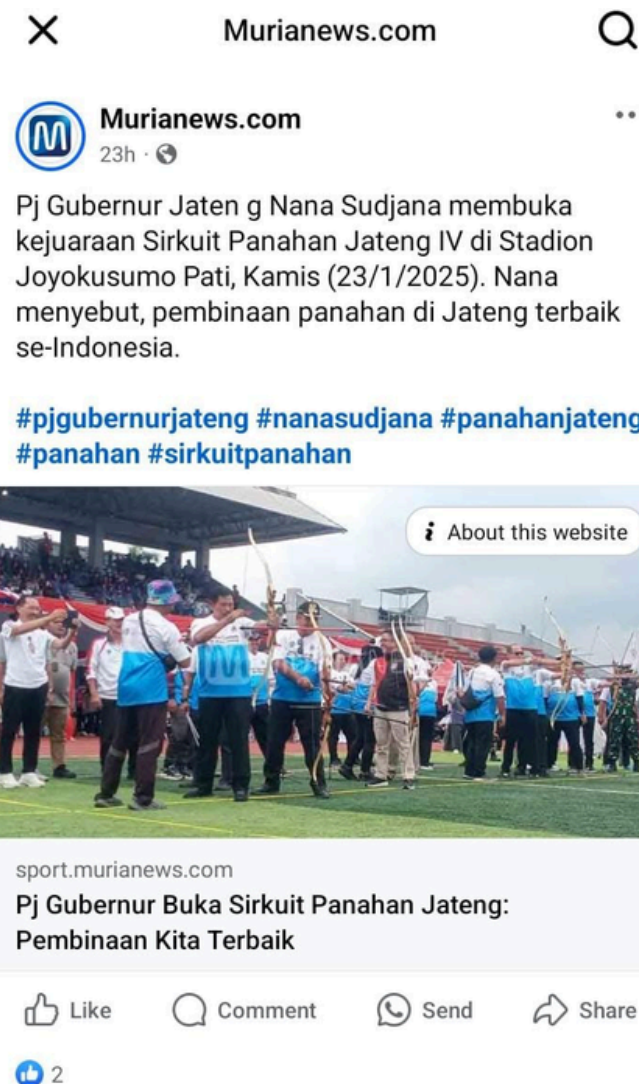 Murianews.com
Murianews.com
23h ·
Pj Gubernur Jaten g Nana Sudjana membuka
kejuaraan Sirkuit Panahan Jateng IV di Stadion
Joyokusumo Pati, Kamis (23/1/2025). Nana
menyebut, pembinaan panahan di Jateng terbaik
se-Indonesia.
#pjgubernurjateng #nanasudjana #panahanjateng
#panahan #sirkuitpanahan
i About this website
sport.murianews.com
Pj Gubernur Buka Sirkuit Panahan Jateng:
Pembinaan Kita Terbaik
Like Comment Send Share
2